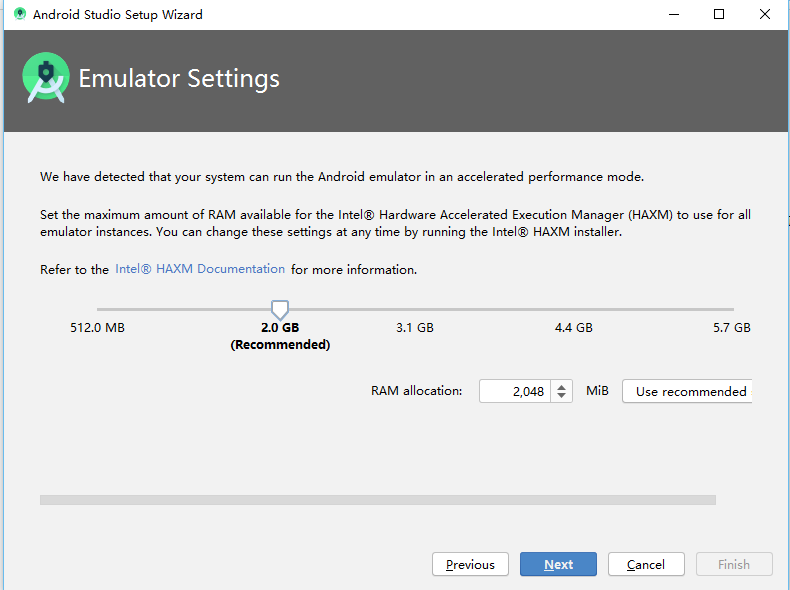 Android Studio Setup Wizard
Emulator Settings
We have detected that your system can run the Android emulator in an accelerated performance mode.
Set the maximum amount of RAM available for the Intel® Hardware Accelerated Execution Manager (HAXM) to use for all
emulator instances. You can change these settings at any time by running the Intel® HAXM installer.
Refer to the Intel® HAXM Documentation for more information.
512.0 MB 2.0 GB 3.1 GB 4.4 GB 5.7 GB
(Recommended)
RAM allocation: 2,048 MiB Use recommended
Previous Next Cancel Finish